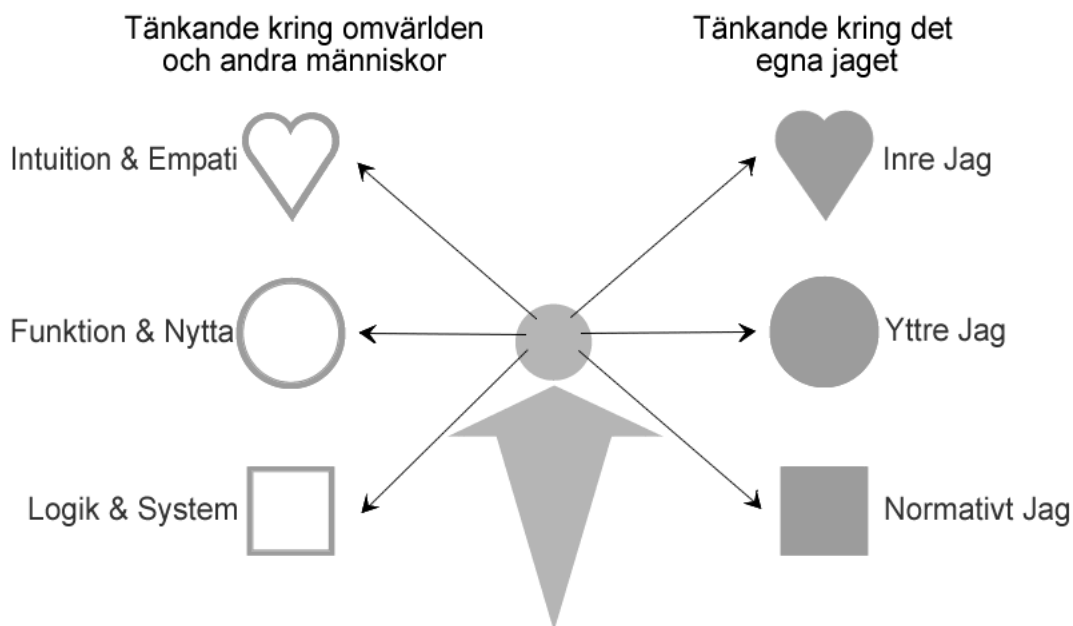 Tänkande kring omvärlden
och andra människor
Tänkande kring det
egna jaget
Intuition & Empati
Inre Jag
Funktion & Nytta
Yttre Jag
Logik & System
Normativt Jag